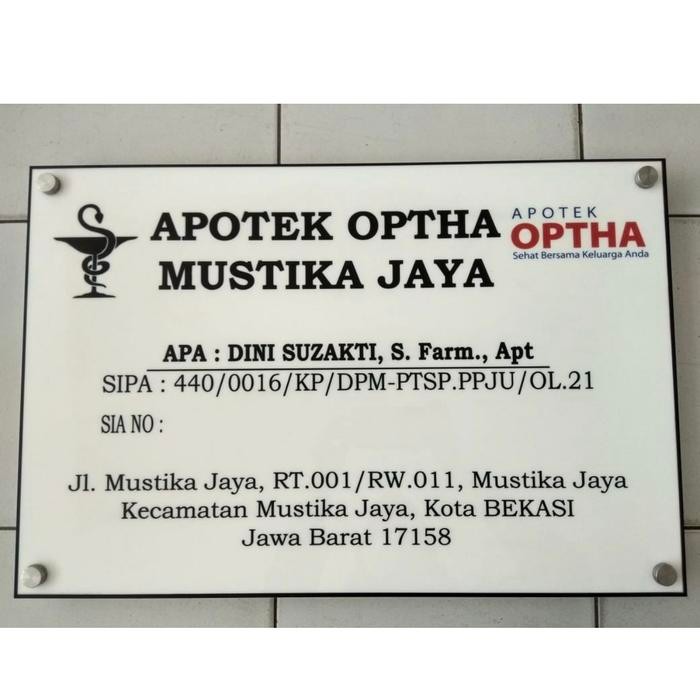 APOTEK OPTHA
MUSTIKA JAYA
APOTEK
OPTHA
Sehat Bersama Keluarga Anda
APA : DINI SUZAKTI, S. Farm., Apt
SIPA : 440/0016/KP/DPM-PTSP.PPJU/OL.21
SIA NO :
Jl. Mustika Jaya, RT.001/RW.011, Mustika Jaya
Kecamatan Mustika Jaya, Kota BEKASI
Jawa Barat 17158